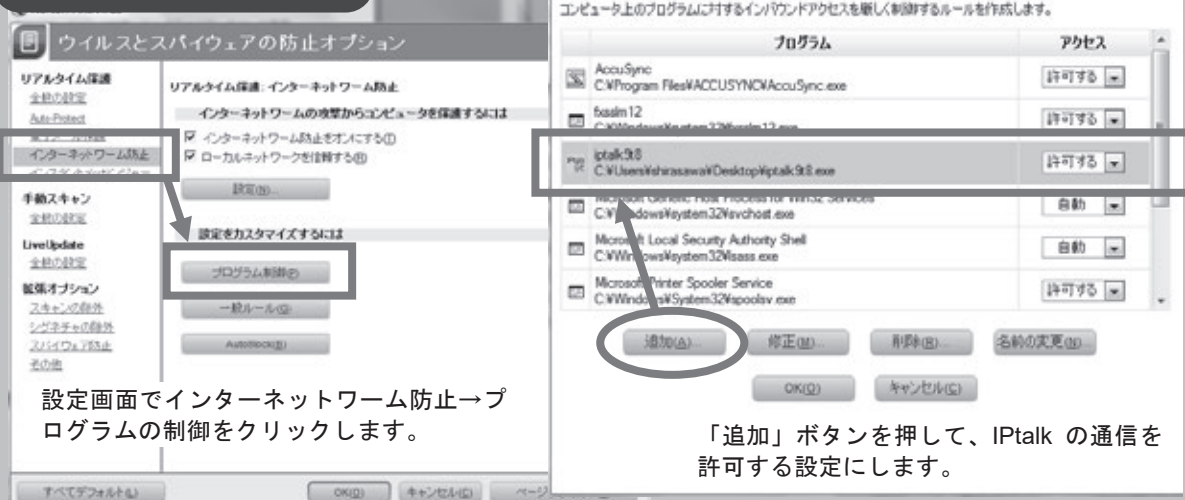 ウイルスとスパイウェアの防止オプション
リアルタイム保護
全般の設定
Auto-Protect
インターネットワーム防止
手動スキャン
全般の設定
LiveUpdate
全般の設定
拡張オプション
スキャンの除外
シグネチャの除外
スパイウェア防止
その他
リアルタイム保護: インターネットワーム防止
インターネットワームの攻撃からコンピュータを保護するには
インターネットワーム防止をオンにする(I)
ローカルネットワークを信頼する(R)
設定(N)...
設定をカスタマイズするには
プログラム制御(P)
一般ルール(G)
AutoBlock(B)
設定画面でインターネットワーム防止→プ
ログラムの制御をクリックします。
すべてデフォルト(L)
OK(O)
キャンセル(C)
コンピュータ上のプログラムに対するインバウンドアクセスを厳しく制御するルールを作成します。
プログラム
アクセス
AccuSync
C:¥Program Files¥ACCUSYNC¥AccuSync.exe
許可する
許可する
iptalk9t8
C:¥Users¥shirasawa¥Desktop¥iptalk9t8.exe
許可する
Microsoft Generic Host Process for Win32 Services
C:¥Windows¥system32¥svchost.exe
自動
Microsoft Local Security Authority Shell
C:¥Windows¥system32¥lsass.exe
自動
Microsoft Printer Spooler Service
C:¥Windows¥System32¥spoolsv.exe
許可する
追加(A)...
修正(M)...
削除(R)...
名前の変更(N)...
OK(O)
キャンセル(C)
「追加」ボタンを押して、IPtalk の通信を
許可する設定にします。